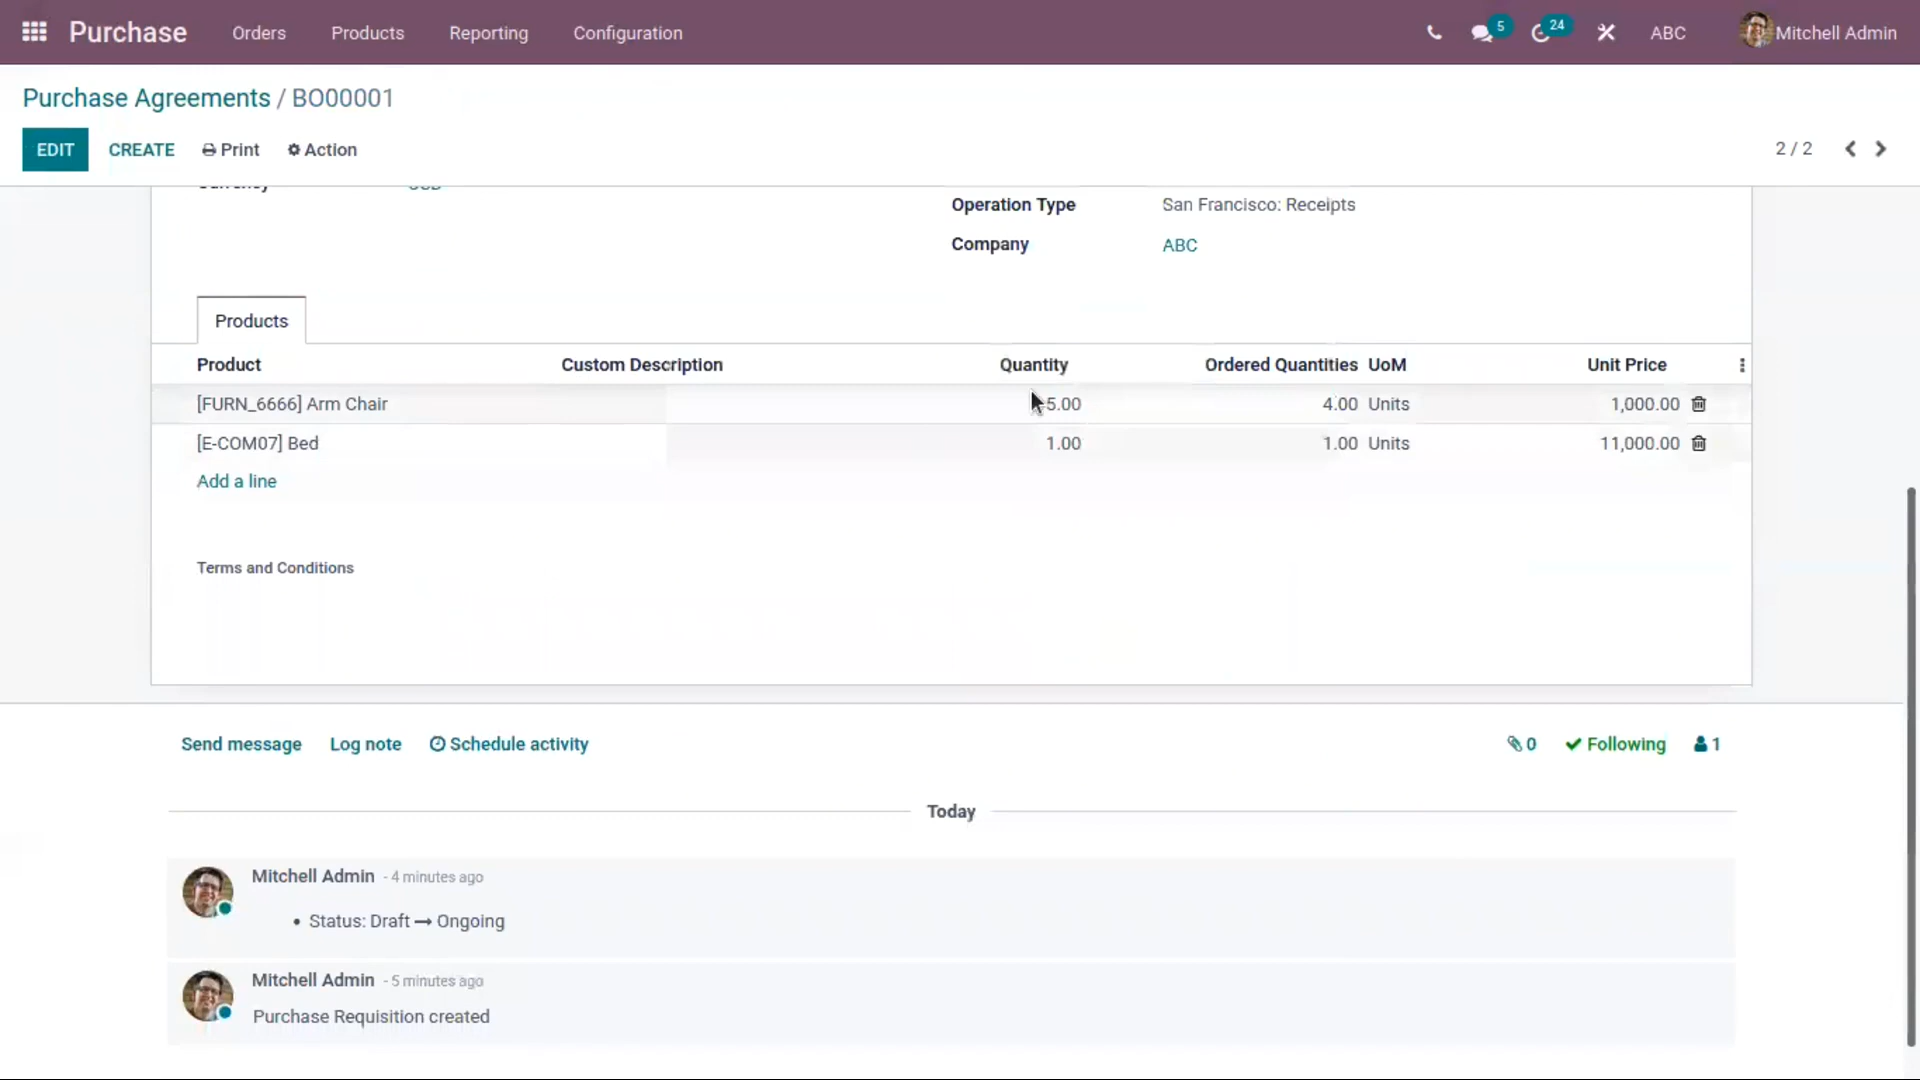 Purchase Orders Products Reporting Configuration 5 24 ABC Mitchell Admin
Purchase Agreements / BO00001
EDIT CREATE Print Action 2 / 2
Currency USD
Operation Type San Francisco: Receipts
Company ABC
Products
Product Custom Description Quantity Ordered Quantities UoM Unit Price
[FURN_6666] Arm Chair 5.00 4.00 Units 1,000.00
[E-COM07] Bed 1.00 1.00 Units 11,000.00
Add a line
Terms and Conditions
Send message Log note Schedule activity 0 Following 1
Today
Mitchell Admin - 4 minutes ago
• Status: Draft → Ongoing
Mitchell Admin - 5 minutes ago
Purchase Requisition created